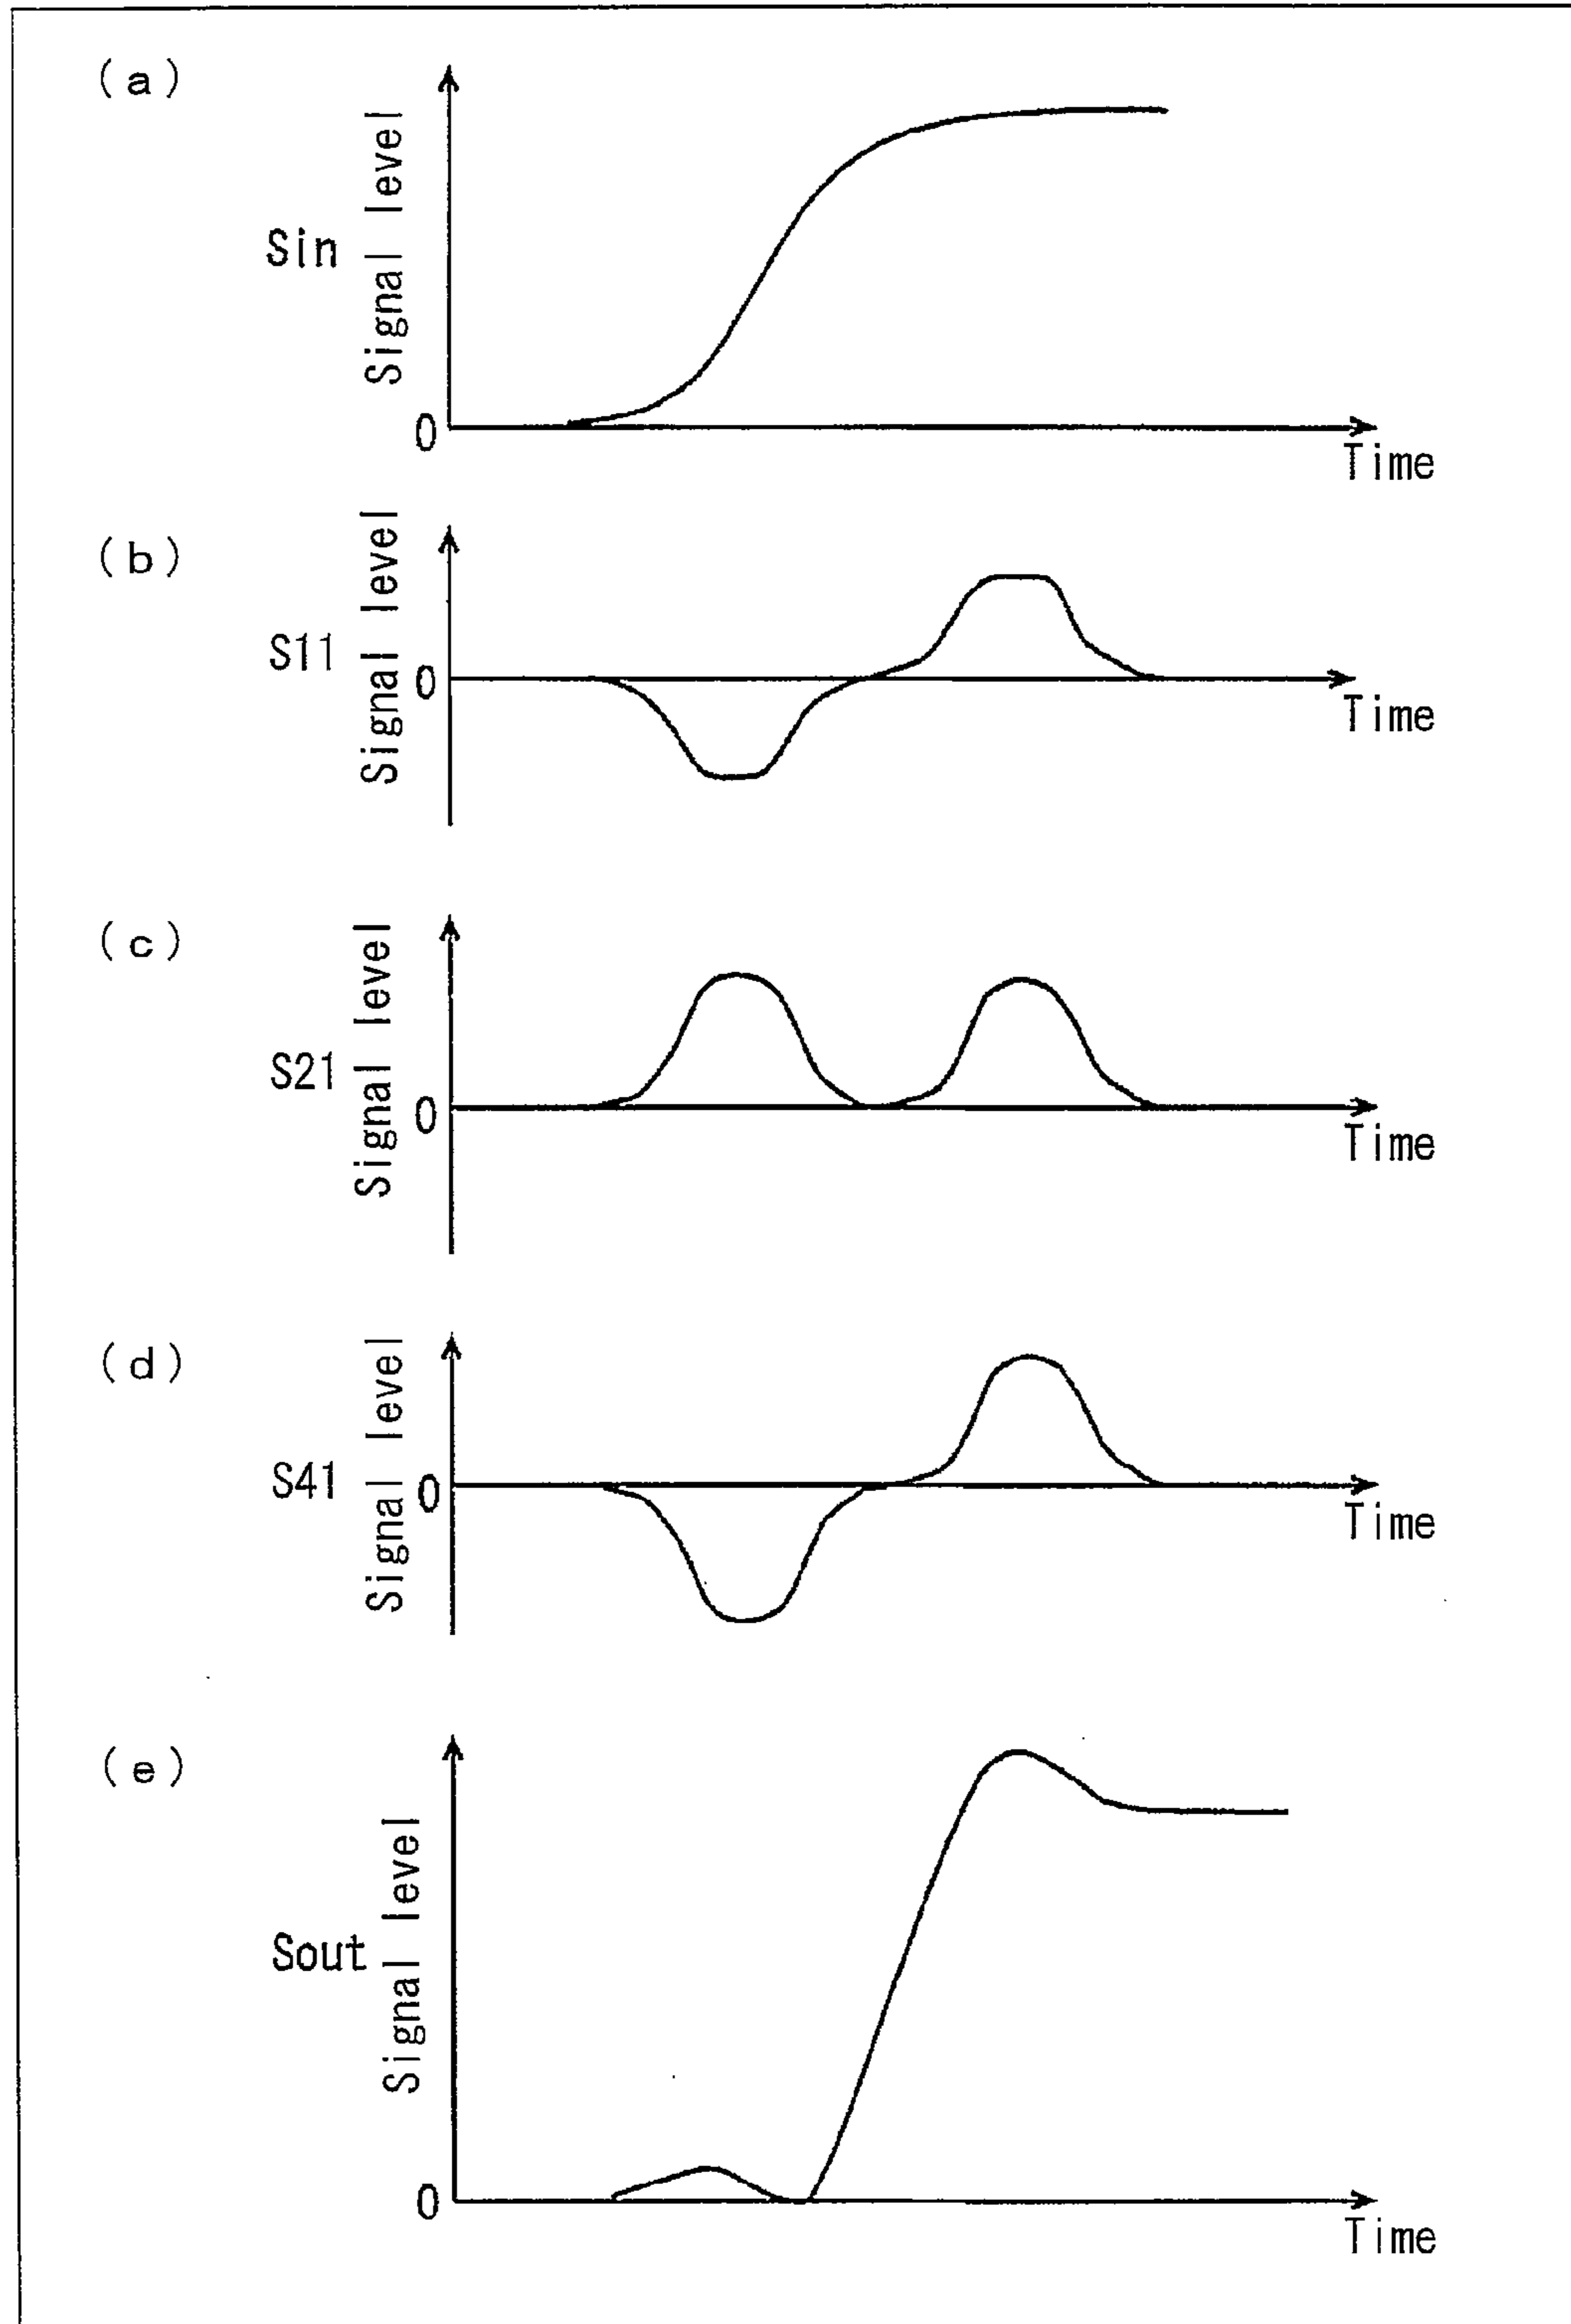 (a)
Sin
Signal level
0
Time
(b)
S11
Signal level
0
Time
(c)
S21
Signal level
0
Time
(d)
S41
Signal level
0
Time
(e)
Sout
Signal level
0
Time